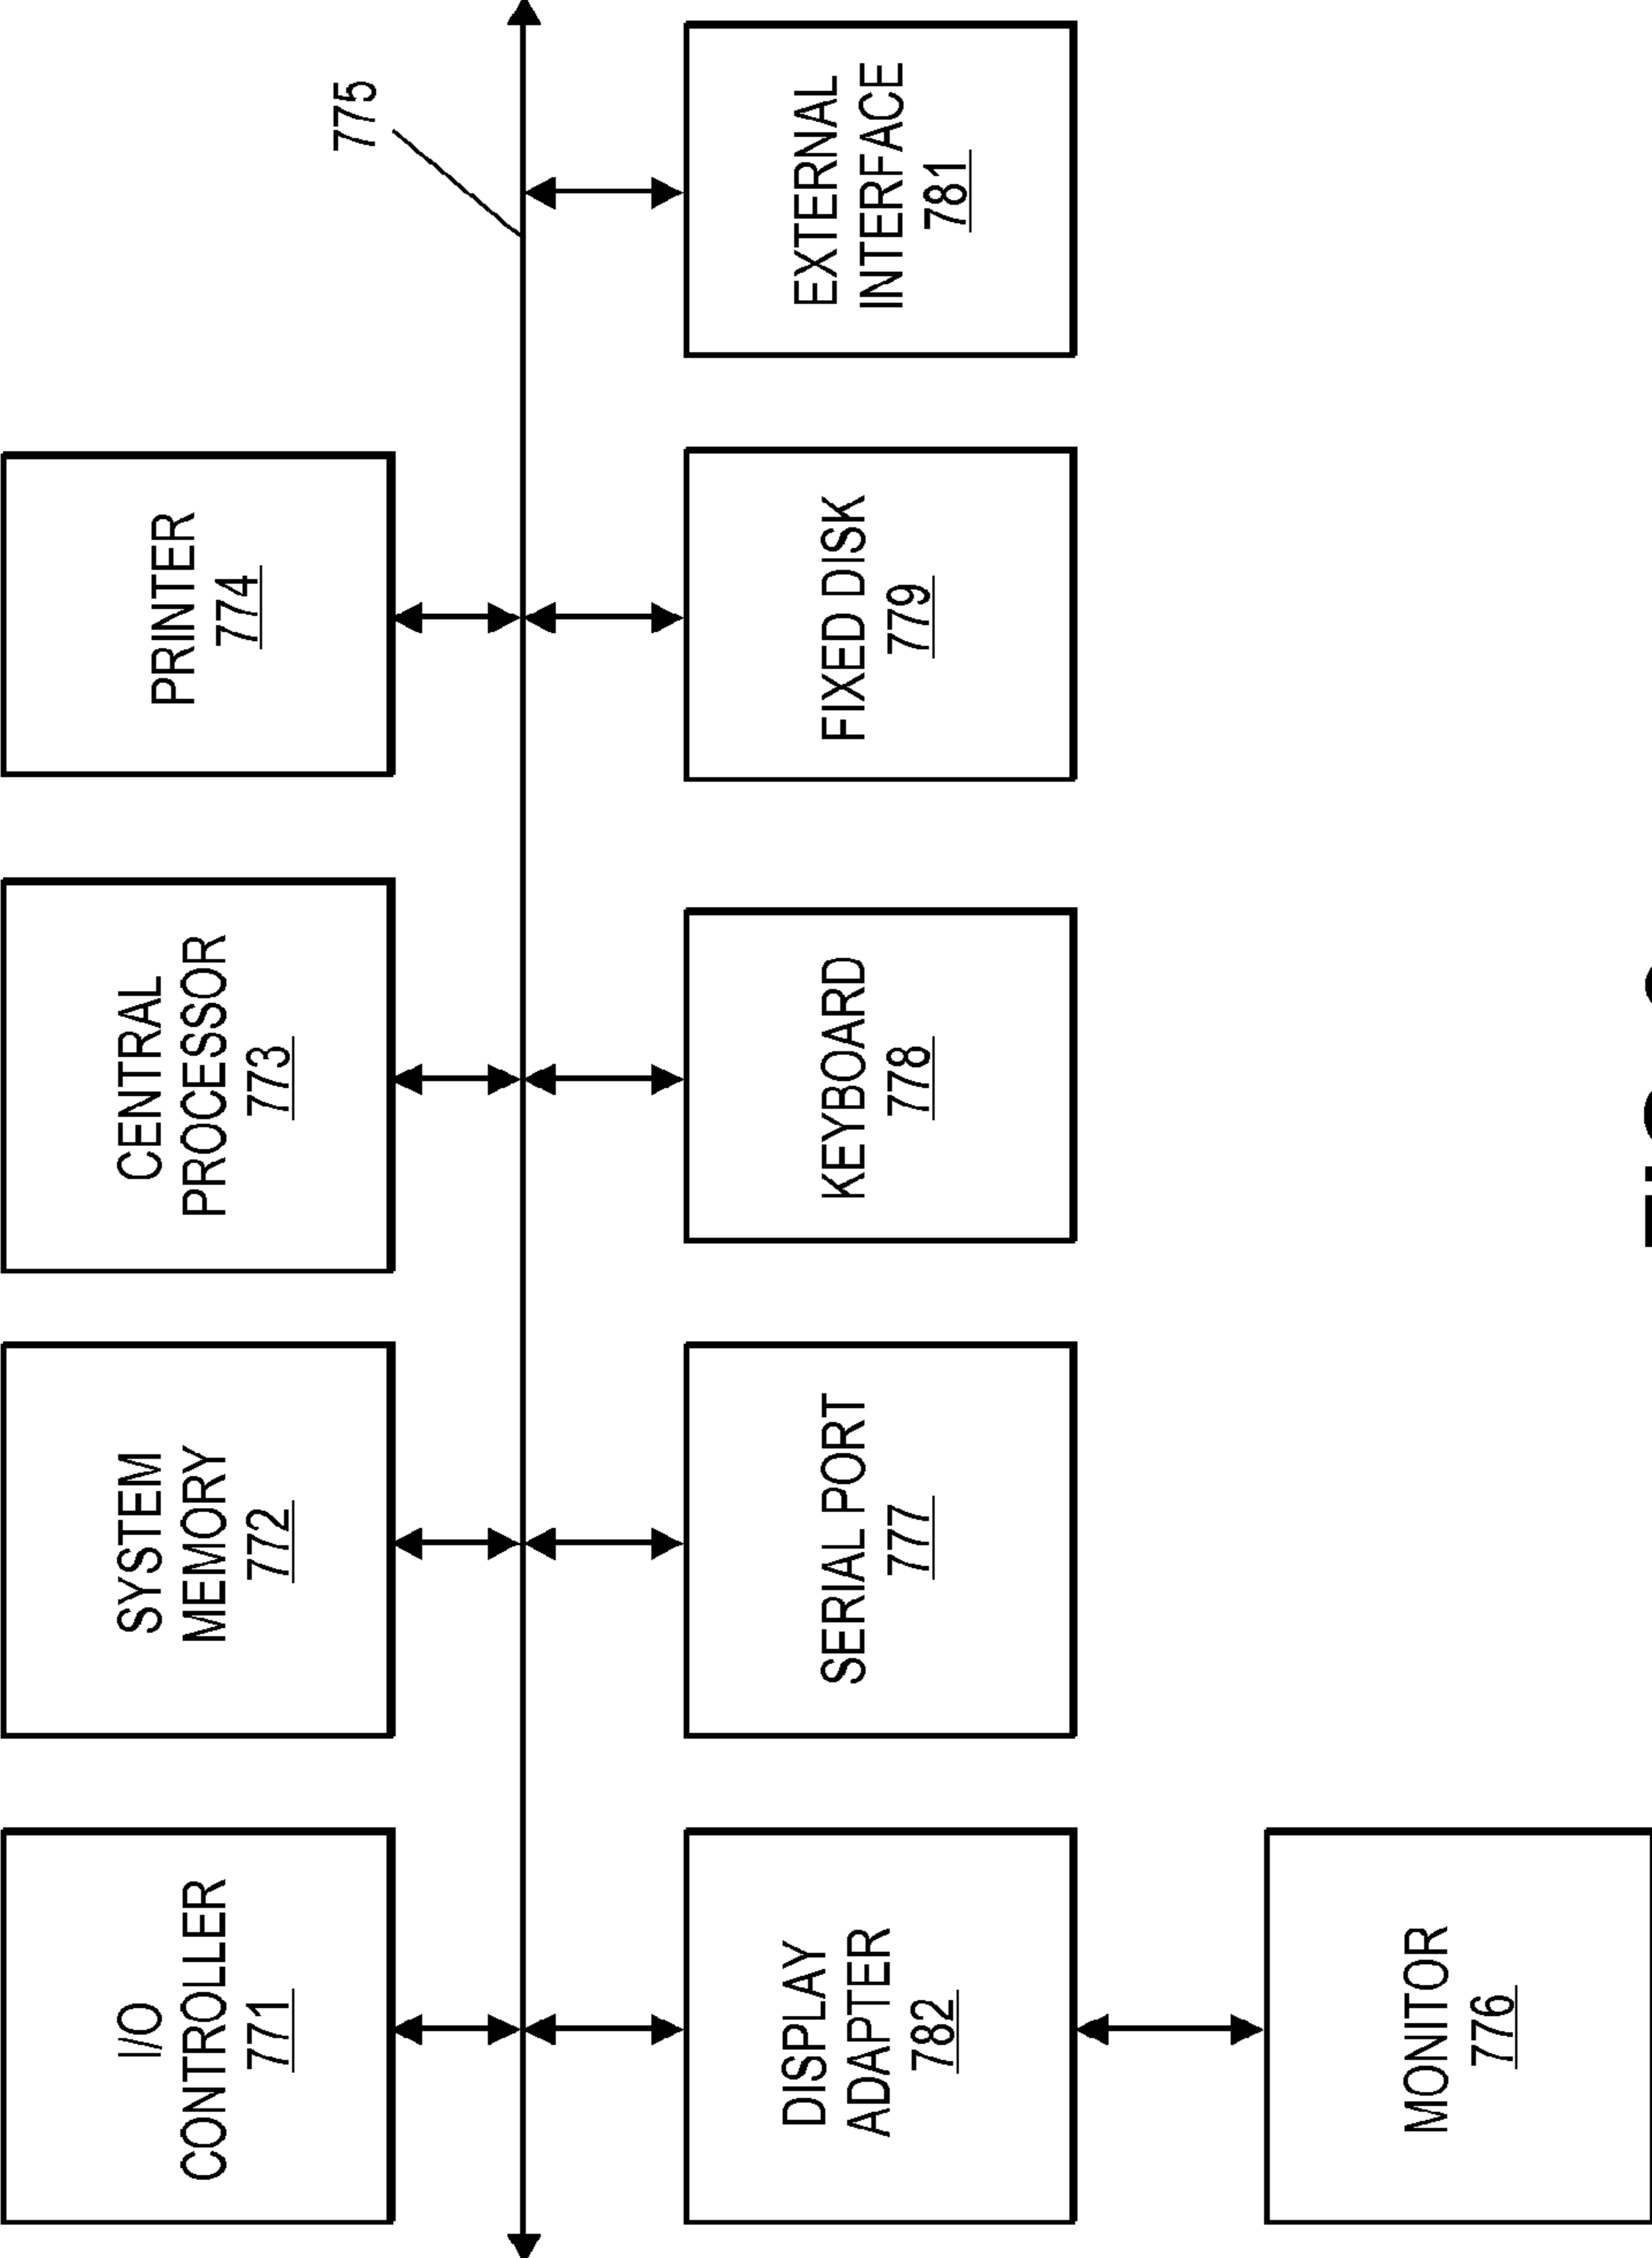 I/O
CONTROLLER
771
SYSTEM
MEMORY
772
CENTRAL
PROCESSOR
773
PRINTER
774
775
DISPLAY
ADAPTER
782
SERIAL PORT
777
KEYBOARD
778
FIXED DISK
779
EXTERNAL
INTERFACE
781
MONITOR
776